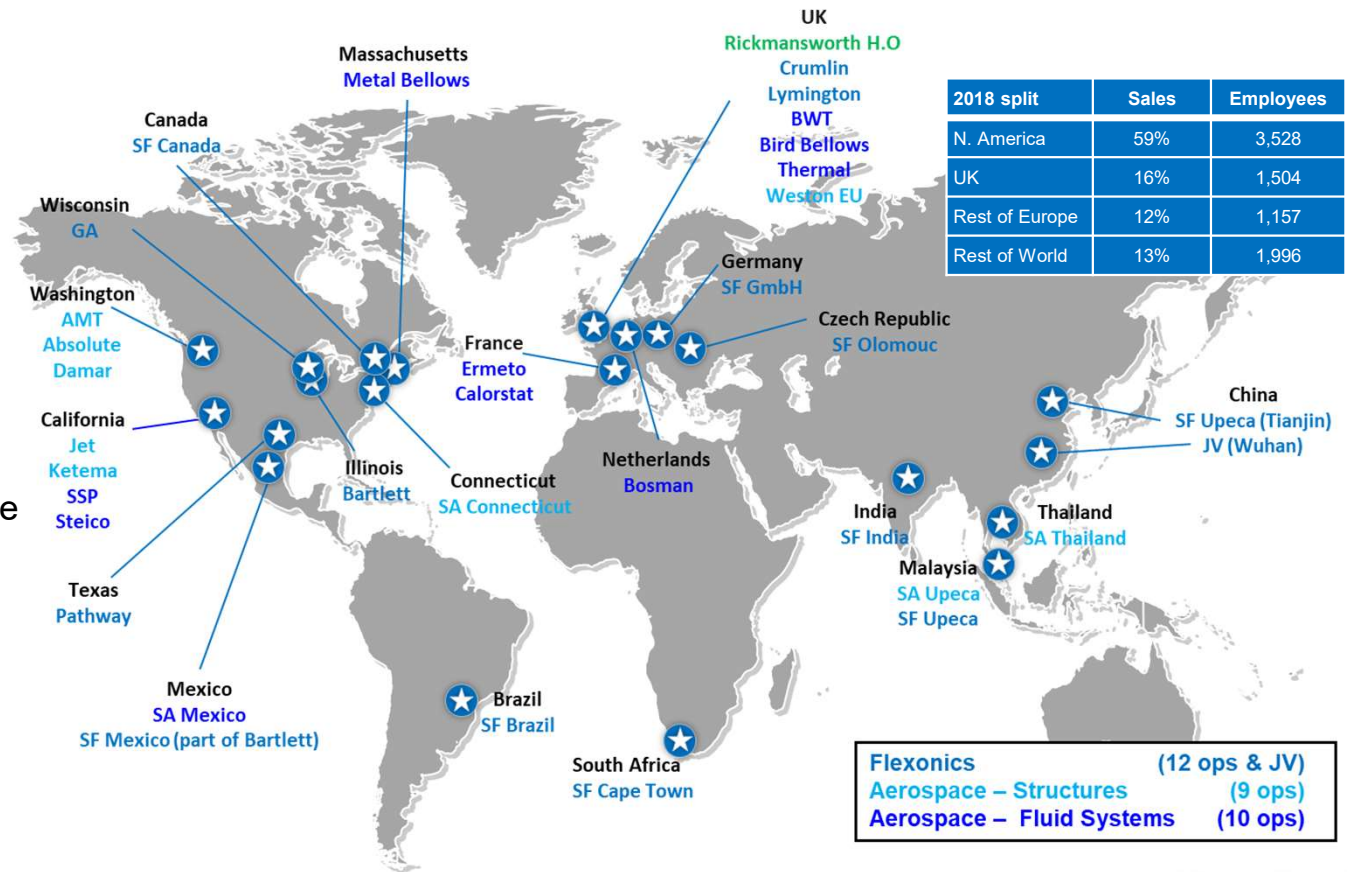 UK
Rickmansworth H.O
Crumlin
Lymington
BWT
Bird Bellows
Thermal
Weston EU
Massachusetts
Metal Bellows
Canada
SF Canada
Wisconsin
GA
Washington
AMT
Absolute
Damar
California
Jet
Ketema
SSP
Steico
e
Texas
Pathway
Mexico
SA Mexico
SF Mexico (part of Bartlett)
Illinois
Bartlett
Connecticut
SA Connecticut
France
Ermeto
Calorstat
Netherlands
Bosman
Germany
SF GmbH
Czech Republic
SF Olomouc
2018 split Sales Employees
N. America 59% 3,528
UK 16% 1,504
Rest of Europe 12% 1,157
Rest of World 13% 1,996
China
SF Upeca (Tianjin)
JV (Wuhan)
India
SF India
Thailand
SA Thailand
Malaysia
SA Upeca
SF Upeca
Brazil
SF Brazil
South Africa
SF Cape Town
Flexonics (12 ops & JV)
Aerospace – Structures (9 ops)
Aerospace – Fluid Systems (10 ops)